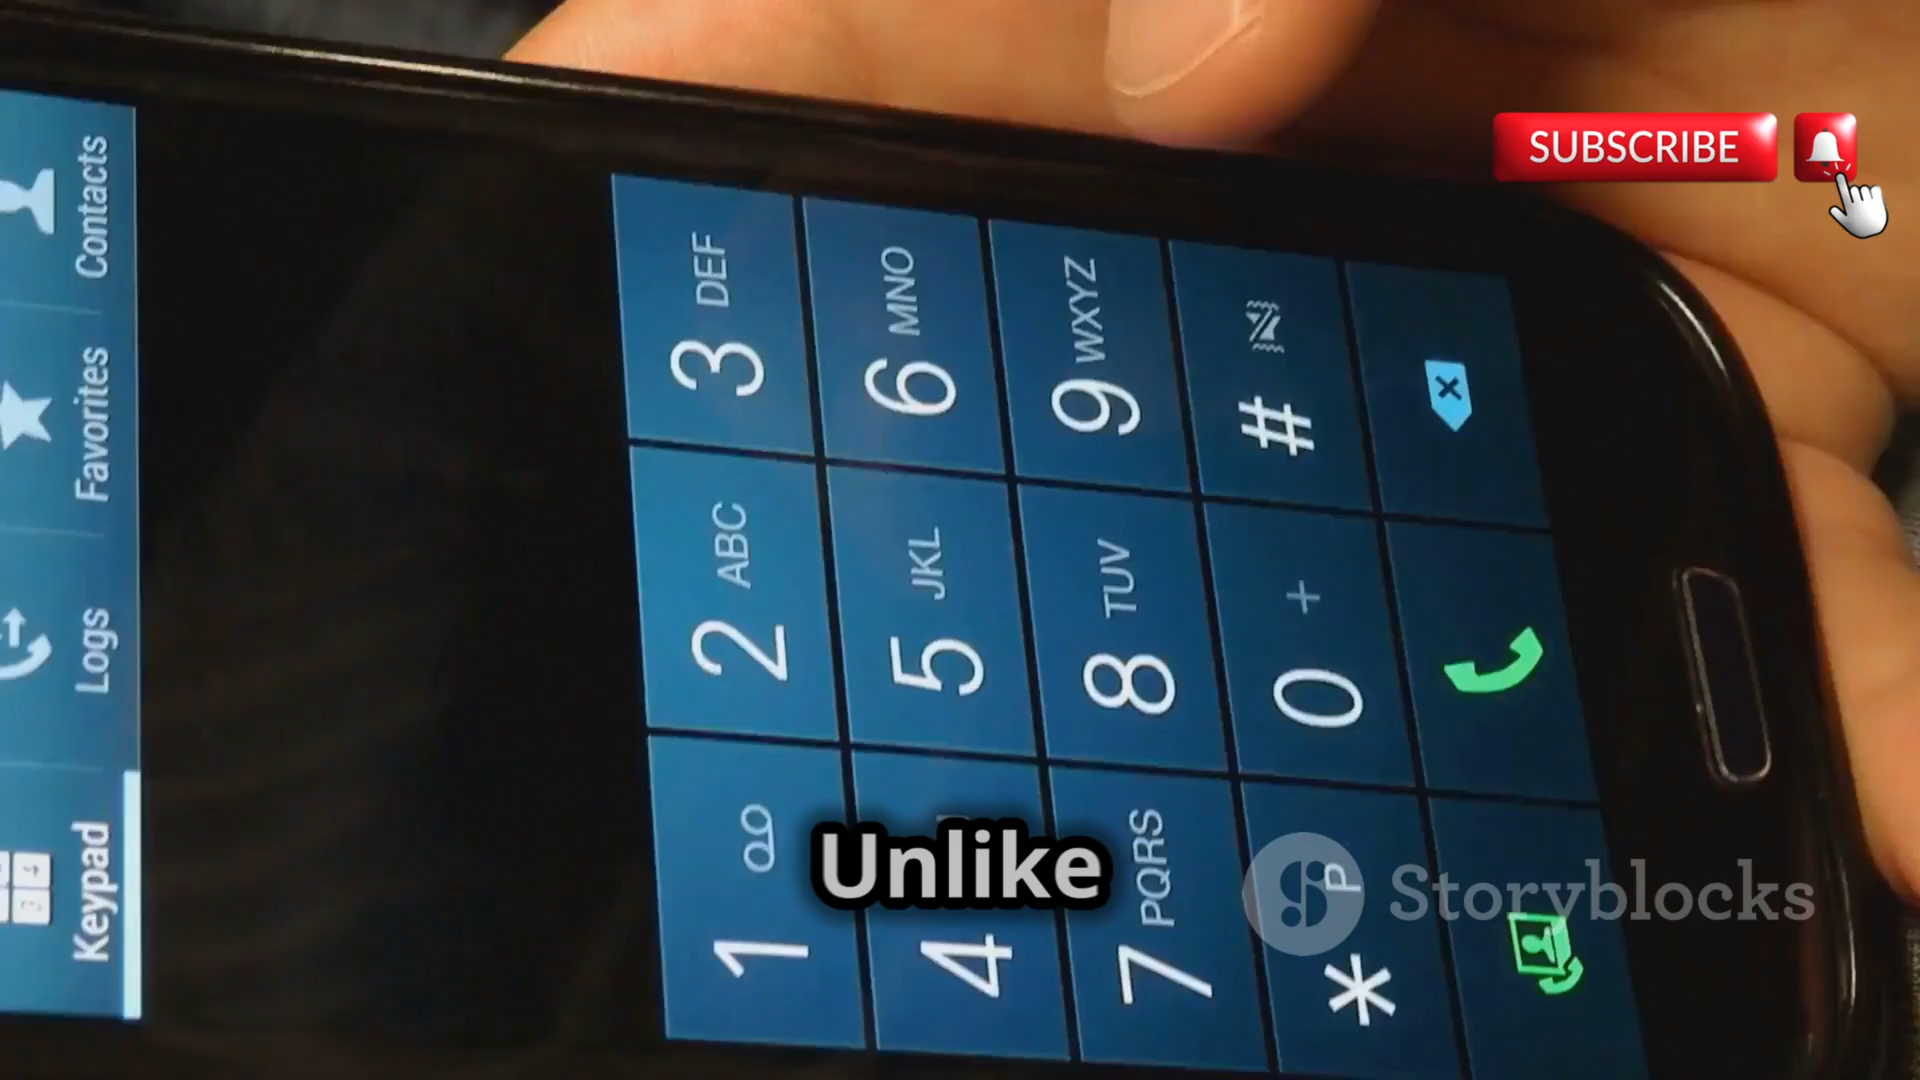 SUBSCRIBE
Contacts
Favorites
Logs
Keypad
3 DEF
6 MNO
9 WXYZ
#
2 ABC
5 JKL
8 TUV
0 +
1
4
7 PQRS
* P
Unlike
Storyblocks